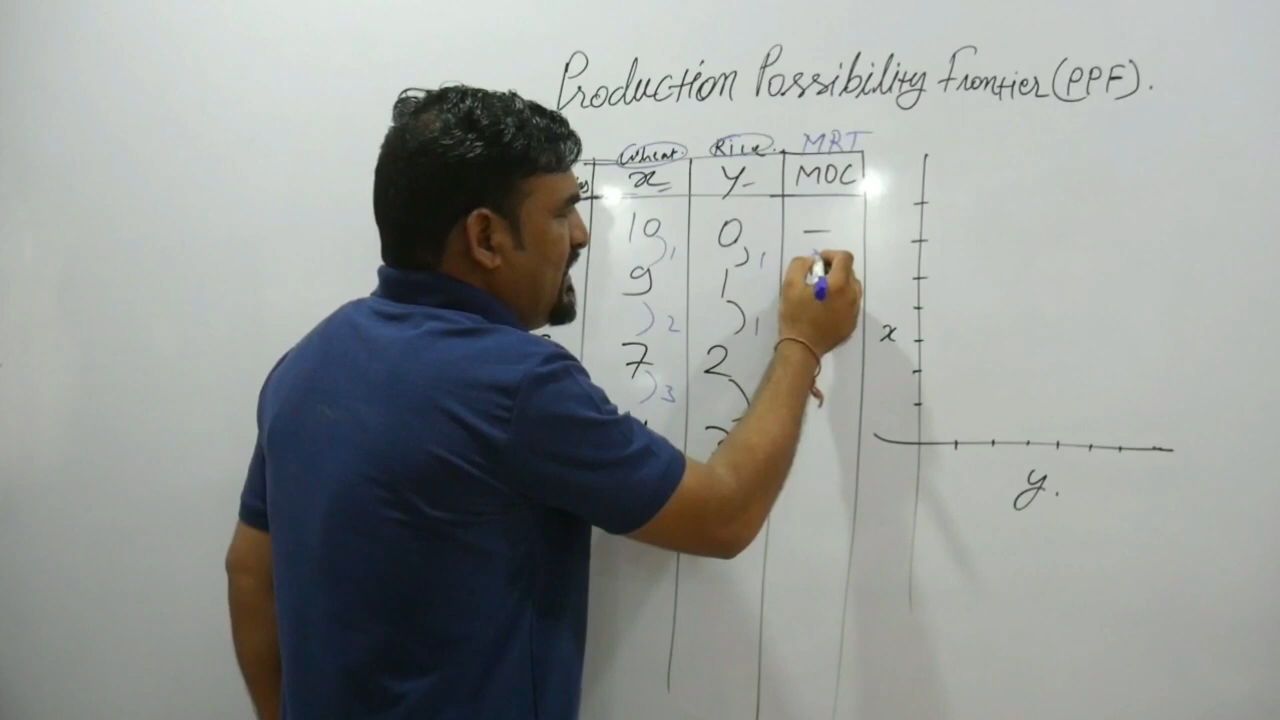 Production Possibility Frontier (PPF).
Wheat Rice MRT
x y MOC
10 0 —
1 1
9 1
2 1
7 2
3
x
y.